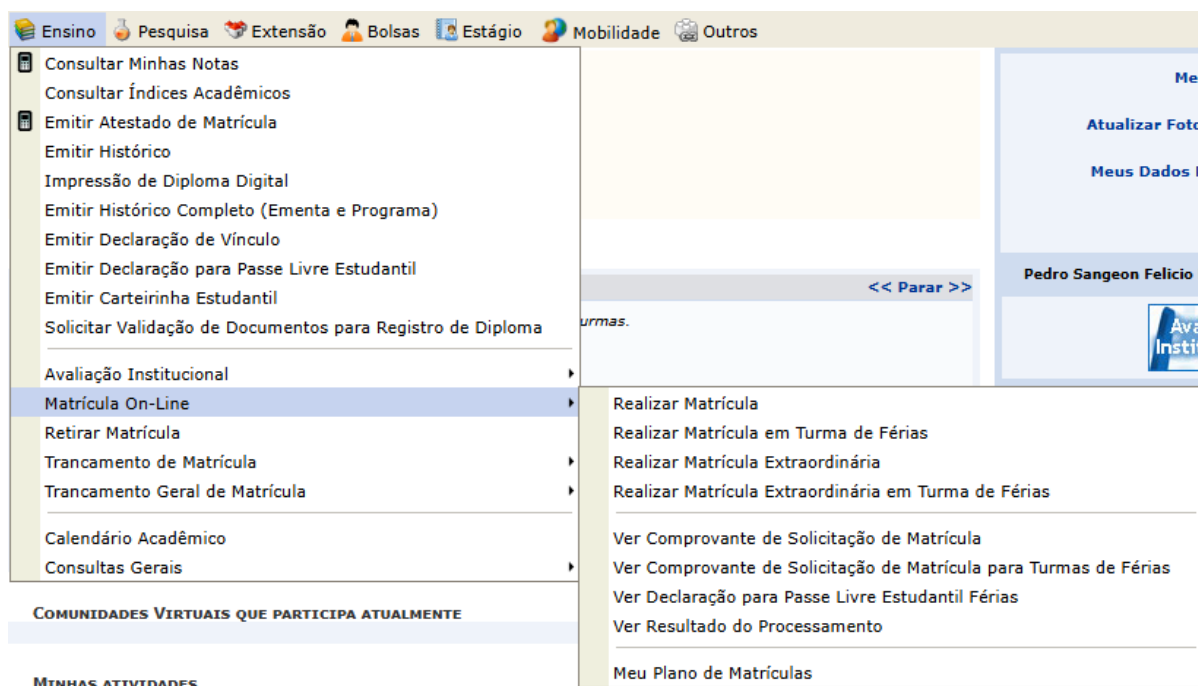 Ensino Pesquisa Extensão Bolsas Estágio Mobilidade Outros
Consultar Minhas Notas
Consultar Índices Acadêmicos
Emitir Atestado de Matrícula
Emitir Histórico
Impressão de Diploma Digital
Emitir Histórico Completo (Ementa e Programa)
Emitir Declaração de Vínculo
Emitir Declaração para Passe Livre Estudantil
Emitir Carteirinha Estudantil
Solicitar Validação de Documentos para Registro de Diploma
Avaliação Institucional
Matrícula On-Line
Retirar Matrícula
Trancamento de Matrícula
Trancamento Geral de Matrícula
Calendário Acadêmico
Consultas Gerais
Realizar Matrícula
Realizar Matrícula em Turma de Férias
Realizar Matrícula Extraordinária
Realizar Matrícula Extraordinária em Turma de Férias
Ver Comprovante de Solicitação de Matrícula
Ver Comprovante de Solicitação de Matrícula para Turmas de Férias
Ver Declaração para Passe Livre Estudantil Férias
Ver Resultado do Processamento
Meu Plano de Matrículas
<< Parar >>
urmas.
Me
Atualizar Foto
Meus Dados
Pedro Sangeon Felicio
Ava
Insti
COMUNIDADES VIRTUAIS QUE PARTICIPA ATUALMENTE
MINHAS ATIVIDADES